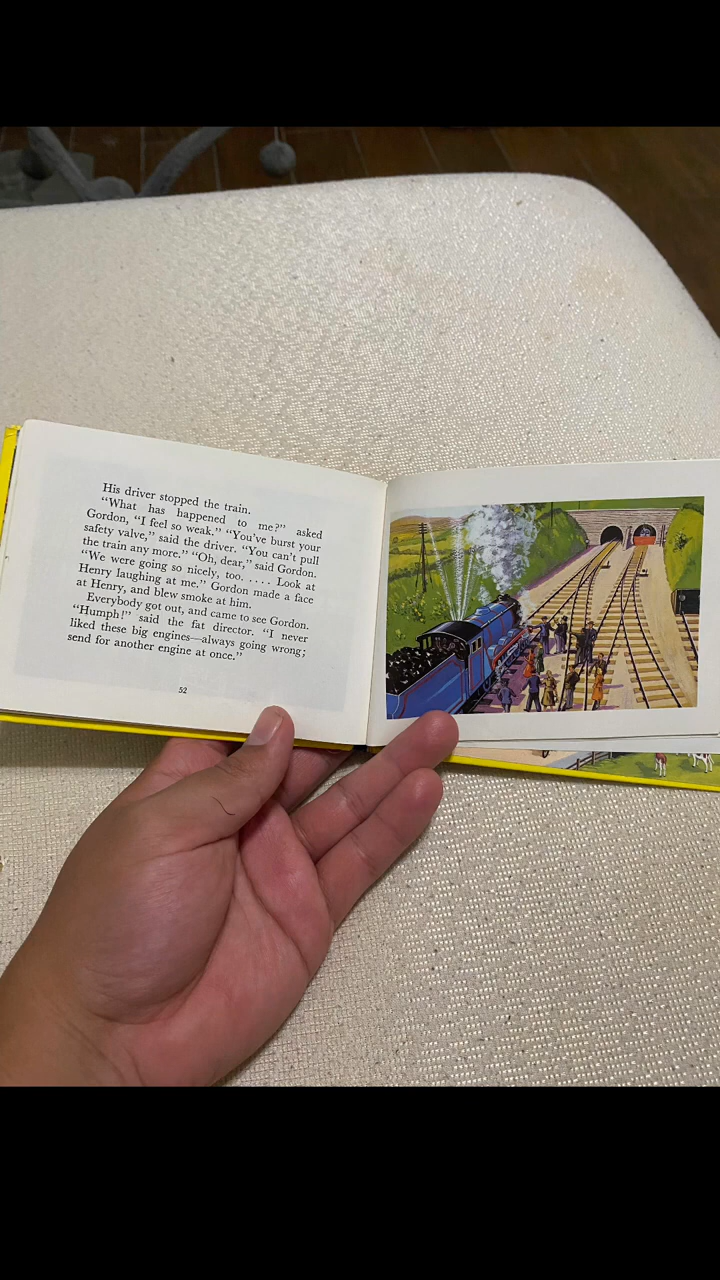 His driver stopped the train.
“What has happened to me?” asked
Gordon, “I feel so weak.” “You’ve burst your
safety valve,” said the driver. “You can’t pull
the train any more.” “Oh, dear,” said Gordon.
“We were going so nicely, too. .... Look at
Henry laughing at me.” Gordon made a face
at Henry, and blew smoke at him.
Everybody got out, and came to see Gordon.
“Humph!” said the fat director. “I never
liked these big engines—always going wrong;
send for another engine at once.”
52